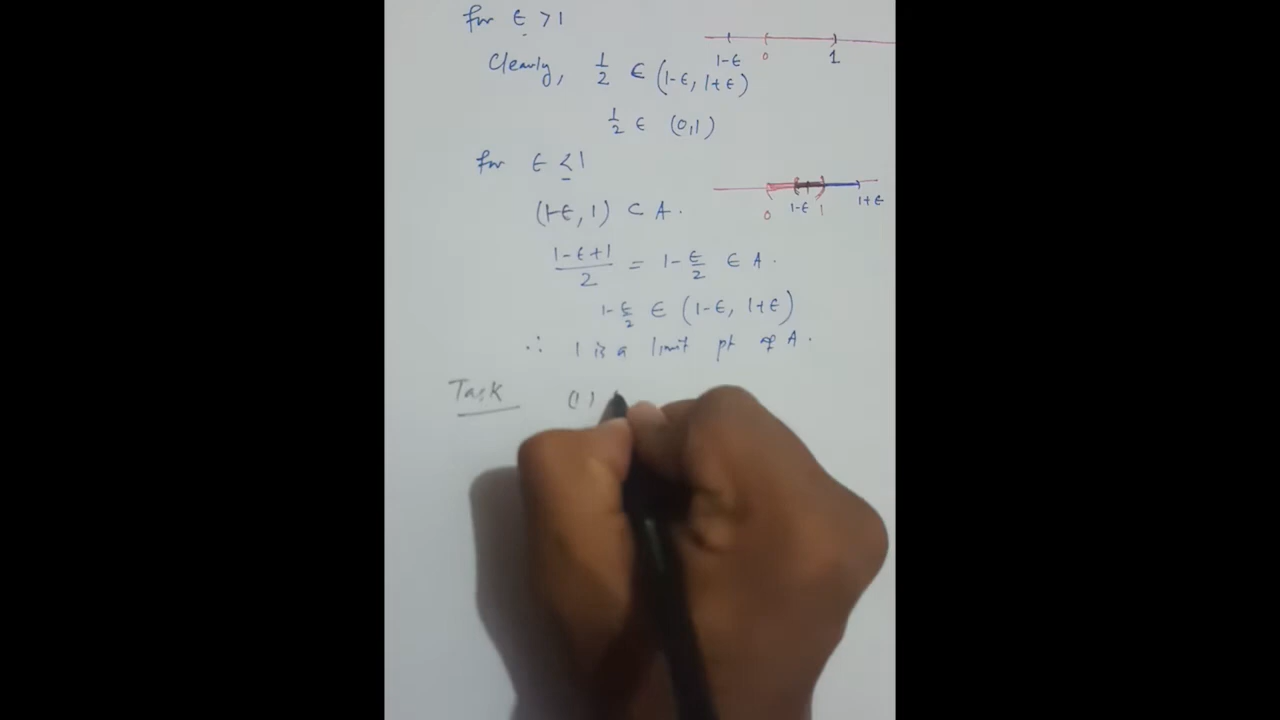 for ϵ > 1
1-ϵ 0 1
Clearly, 1/2 ∈ (1-ϵ, 1+ϵ)
1/2 ∈ (0,1)
for ϵ ≤ 1
0 1-ϵ 1 1+ϵ
(1-ϵ, 1) ⊂ A.
(1-ϵ+1)/2 = 1-ϵ/2 ∈ A.
1-ϵ/2 ∈ (1-ϵ, 1+ϵ)
∴ 1 is a limit pt of A.
Task (1)